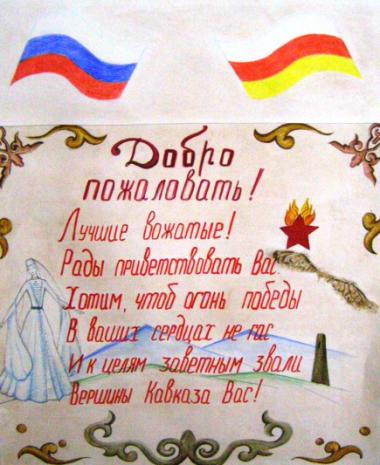 Добро
пожаловать!
Лучшие вожатые!
Рады приветствовать Вас.
Хотим, чтоб огонь победы
В ваших сердцах не гас
И к целям заветным звали
Вершины Кавказа Вас!